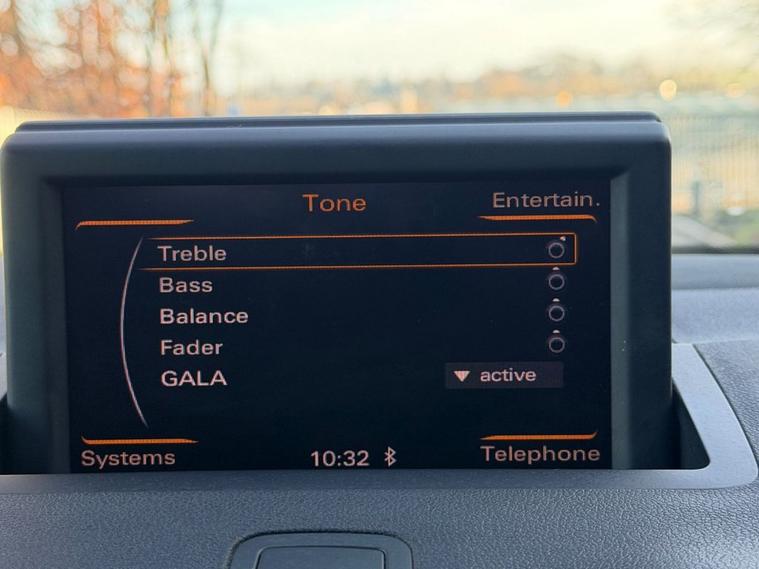 Tone
Entertain.
Treble
Bass
Balance
Fader
GALA active
Systems
10:32
Telephone